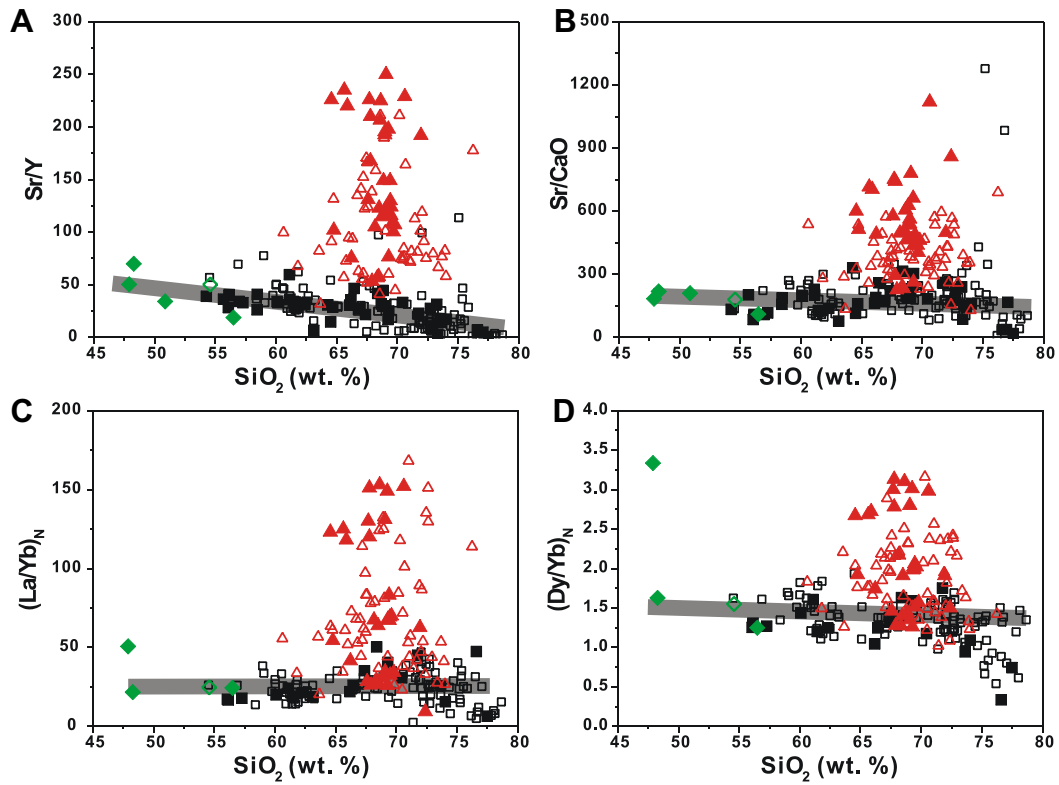 A
300
250
200
150
100
50
0
Sr/Y
45 50 55 60 65 70 75 80
SiO₂ (wt. %)
B
1500
1200
900
600
300
0
Sr/CaO
45 50 55 60 65 70 75 80
SiO₂ (wt. %)
C
200
150
100
50
0
(La/Yb)N
45 50 55 60 65 70 75 80
SiO₂ (wt. %)
D
4.0
3.5
3.0
2.5
2.0
1.5
1.0
0.5
0.0
(Dy/Yb)N
45 50 55 60 65 70 75 80
SiO₂ (wt. %)